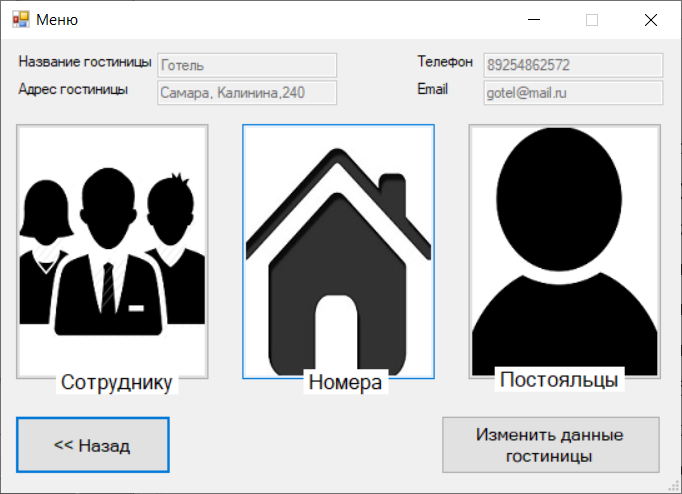 Меню
Название гостиницы Готель Телефон 89254862572
Адрес гостиницы Самара, Калинина,240 Email gotel@mail.ru
Сотруднику Номера Постояльцы
<< Назад Изменить данные
гостиницы